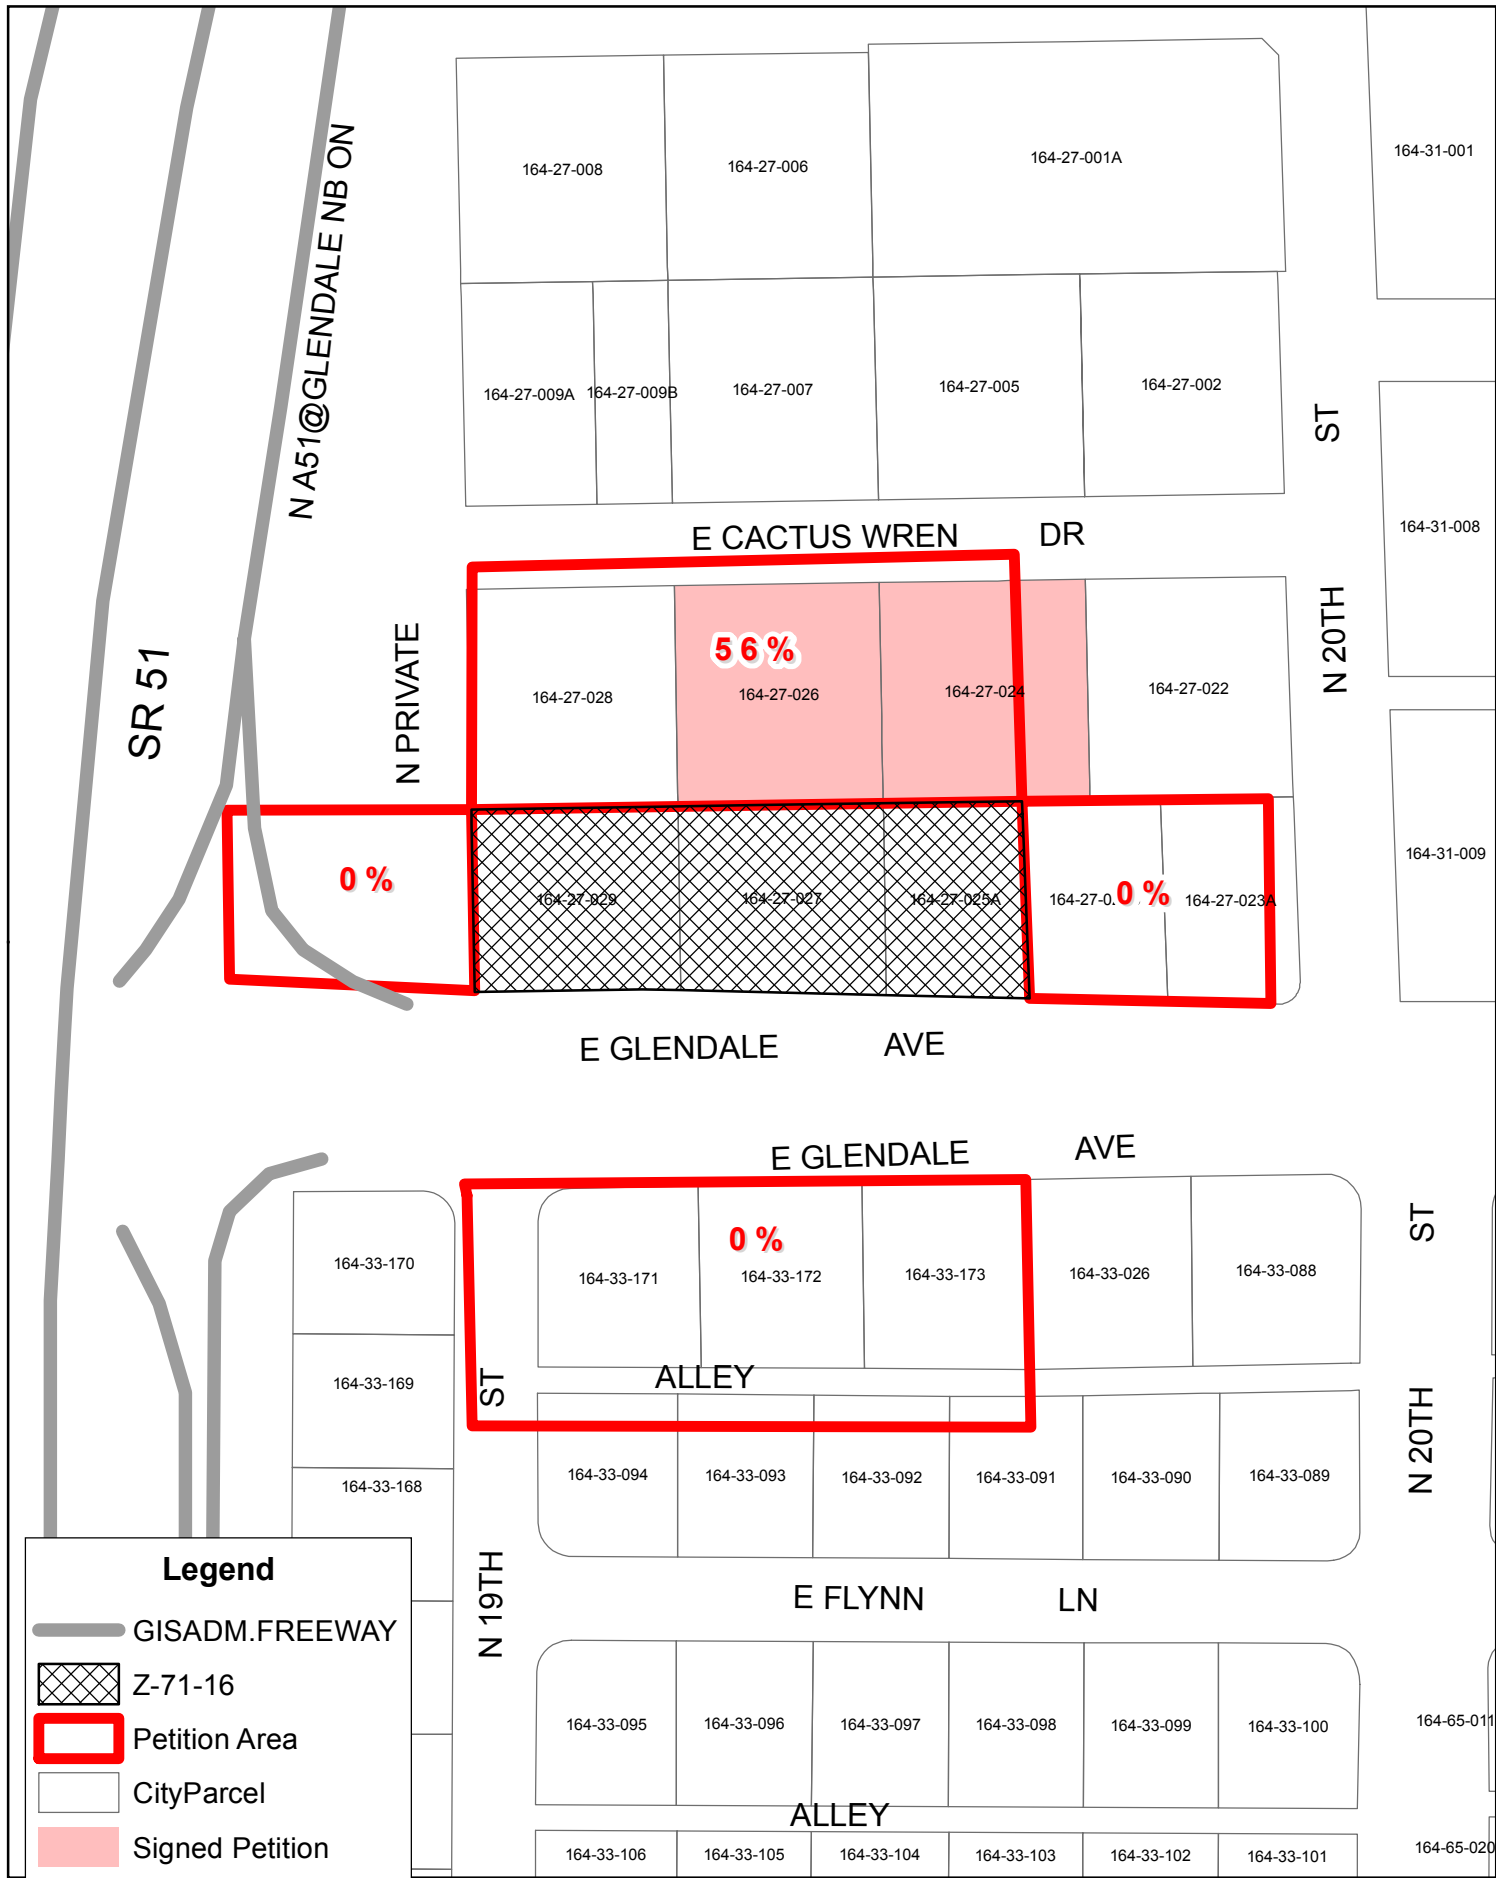 164-27-008
164-27-006
164-27-001A
164-31-001
N A51@GLENDALE NB ON
164-27-009A
164-27-009B
164-27-007
164-27-005
164-27-002
ST
E CACTUS WREN DR
164-31-008
SR 51
N PRIVATE
N 20TH
56%
164-27-028
164-27-026
164-27-024
164-27-022
164-31-009
0%
164-27-029
164-27-027
164-27-025A
164-27-0
0%
164-27-023A
E GLENDALE AVE
E GLENDALE AVE
ST
164-33-170
0%
164-33-171
164-33-172
164-33-173
164-33-026
164-33-088
164-33-169
ST
ALLEY
N 20TH
164-33-168
164-33-094
164-33-093
164-33-092
164-33-091
164-33-090
164-33-089
N 19TH
E FLYNN LN
164-33-095
164-33-096
164-33-097
164-33-098
164-33-099
164-33-100
164-65-011
ALLEY
164-33-106
164-33-105
164-33-104
164-33-103
164-33-102
164-33-101
164-65-020
Legend
GISADM.FREEWAY
Z-71-16
Petition Area
CityParcel
Signed Petition